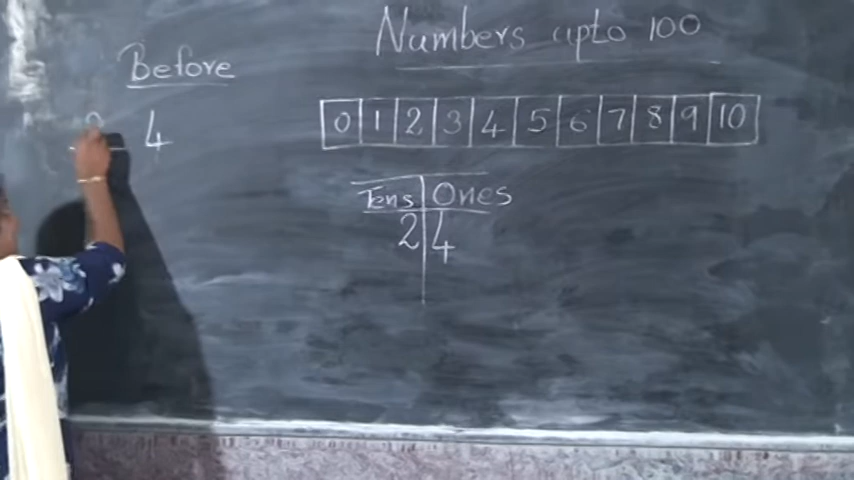 Numbers upto 100
Before
4
0 1 2 3 4 5 6 7 8 9 10
Tens Ones
2 4